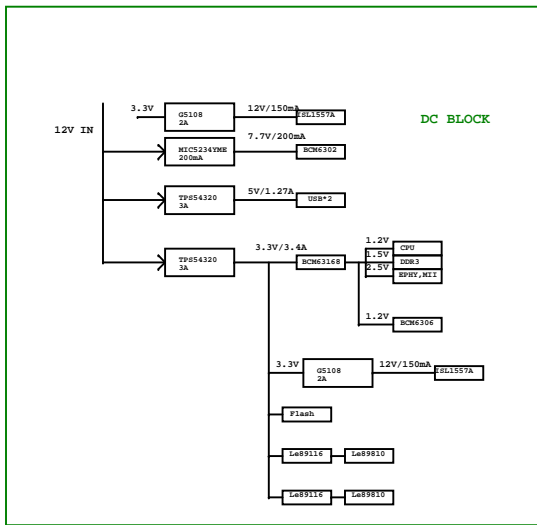 3.3V
G5108
2A
12V/150mA
ISL1557A
DC BLOCK
12V IN
MIC5234YME
200mA
7.7V/200mA
BCM6302
TPS54320
3A
5V/1.27A
USB*2
TPS54320
3A
3.3V/3.4A
BCM63168
1.2V
CPU
1.5V
DDR3
2.5V
EPHY,MII
1.2V
BCM6306
3.3V
G5108
2A
12V/150mA
ISL1557A
Flash
Le89116
Le89810
Le89116
Le89810